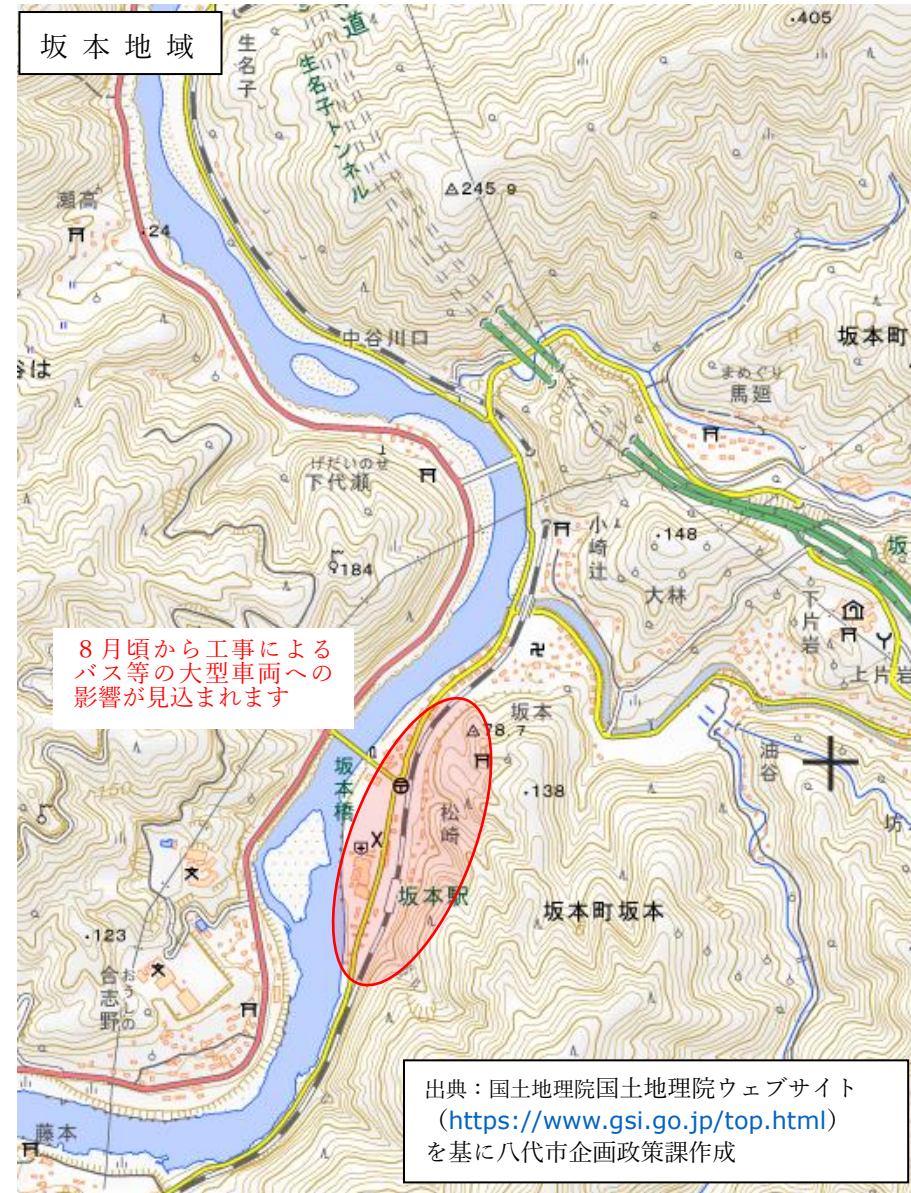 坂本地域
・405
生名子
道
生名子トンネル
245.9
瀬高
・24
中谷川口
谷は
坂本町
まめぐり
馬廻
げだいのせ
下代瀬
小崎辻
・148
坂
・184
大林
下片岩
上片岩
８月頃から工事による
バス等の大型車両への
影響が見込まれます
坂本
78.7
油谷
坂本橋
・138
松崎
坊
坂本駅
坂本町坂本
・123
おうしの
合志野
藤本
150
150
出典：国土地理院国土地理院ウェブサイト
（https://www.gsi.go.jp/top.html）
を基に八代市企画政策課作成